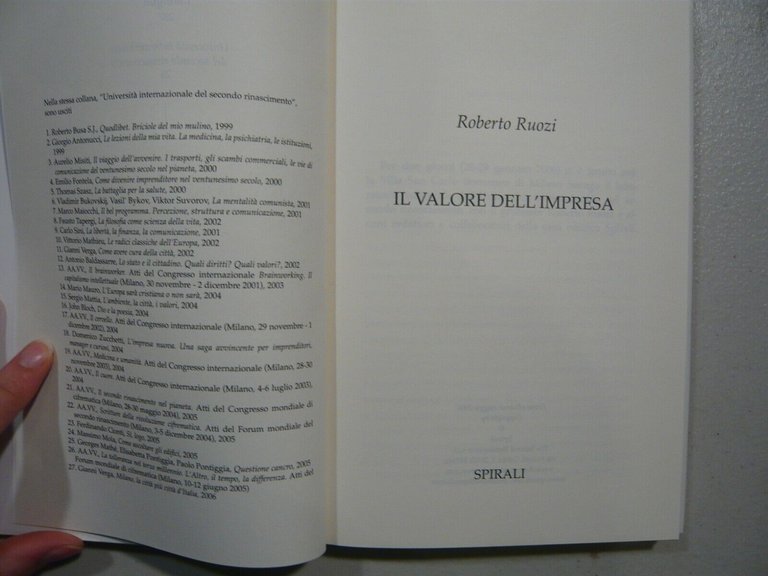 Nella stessa collana, "Università internazionale del secondo rinascimento",
sono usciti
1. Roberto Busa S.J., Quodlibet. Briciole del mio mulino, 1999
2. Giorgio Antonucci, Le lezioni della mia vita. La medicina, la psichiatria, le istituzioni,
1999
3. Aurelio Misiti, Il viaggio dell'avvenire. I trasporti, gli scambi commerciali, le vie di
comunicazione del ventunesimo secolo nel pianeta, 2000
4. Emilio Fontela, Come divenire imprenditore nel ventunesimo secolo, 2000
5. Thomas Szasz, La battaglia per la salute, 2000
6. Vladimir Bukovskij, Vasil' Bykov, Viktor Suvorov, La mentalità comunista, 2001
7. Marco Maiocchi, Il bel programma. Percezione, struttura e comunicazione, 2001
8. Fausto Tapergi, La filosofia come scienza della vita, 2002
9. Carlo Sini, La libertà, la finanza, la comunicazione, 2001
10. Vittorio Mathieu, Le radici classiche dell'Europa, 2002
11. Gianni Verga, Come avere cura della città, 2002
12. Antonio Baldassarre, Lo stato e il cittadino. Quali diritti? Quali valori?, 2002
13. AA.VV., Il brainworker. Atti del Congresso internazionale Brainworking. Il
capitalismo intellettuale (Milano, 30 novembre - 2 dicembre 2001), 2003
14. Mario Mauro, L'Europa sarà cristiana o non sarà, 2004
15. Sergio Mattia, L'ambiente, la città, i valori, 2004
16. John Bloch, Dio e la poesia, 2004
17. AA.VV., Il cervello. Atti del Congresso internazionale (Milano, 29 novembre - 1
dicembre 2002), 2004
18. Domenico Zucchetti, L'impresa nuova. Una saga avvincente per imprenditori,
manager e curiosi, 2004
19. AA.VV., Medicina e umanità. Atti del Congresso internazionale (Milano, 28-30
novembre 2003), 2004
20. AA.VV., Il cuore. Atti del Congresso internazionale (Milano, 4-6 luglio 2003),
2004
21. AA.VV., Il secondo rinascimento nel pianeta. Atti del Congresso mondiale di
cifrematica (Milano, 28-30 maggio 2004), 2005
22. AA.VV., Scrittori della rivoluzione cifrematica. Atti del Forum mondiale del
secondo rinascimento (Milano, 3-5 dicembre 2004), 2005
23. Ferdinando Cionti, Sì, logo, 2005
24. Massimo Mola, Come ascoltare gli edifici, 2005
25. Georges Mathé, Elisabetta Pontiggia, Paolo Pontiggia, Questione cancro, 2005
26. AA.VV., La tolleranza nel terzo millennio. L'Altro, il tempo, la differenza. Atti del
Forum mondiale di cifrematica (Milano, 10-12 giugno 2005)
27. Gianni Verga, Milano, la città più città d'Italia, 2006
Roberto Ruozi
IL VALORE DELL'IMPRESA
SPIRALI